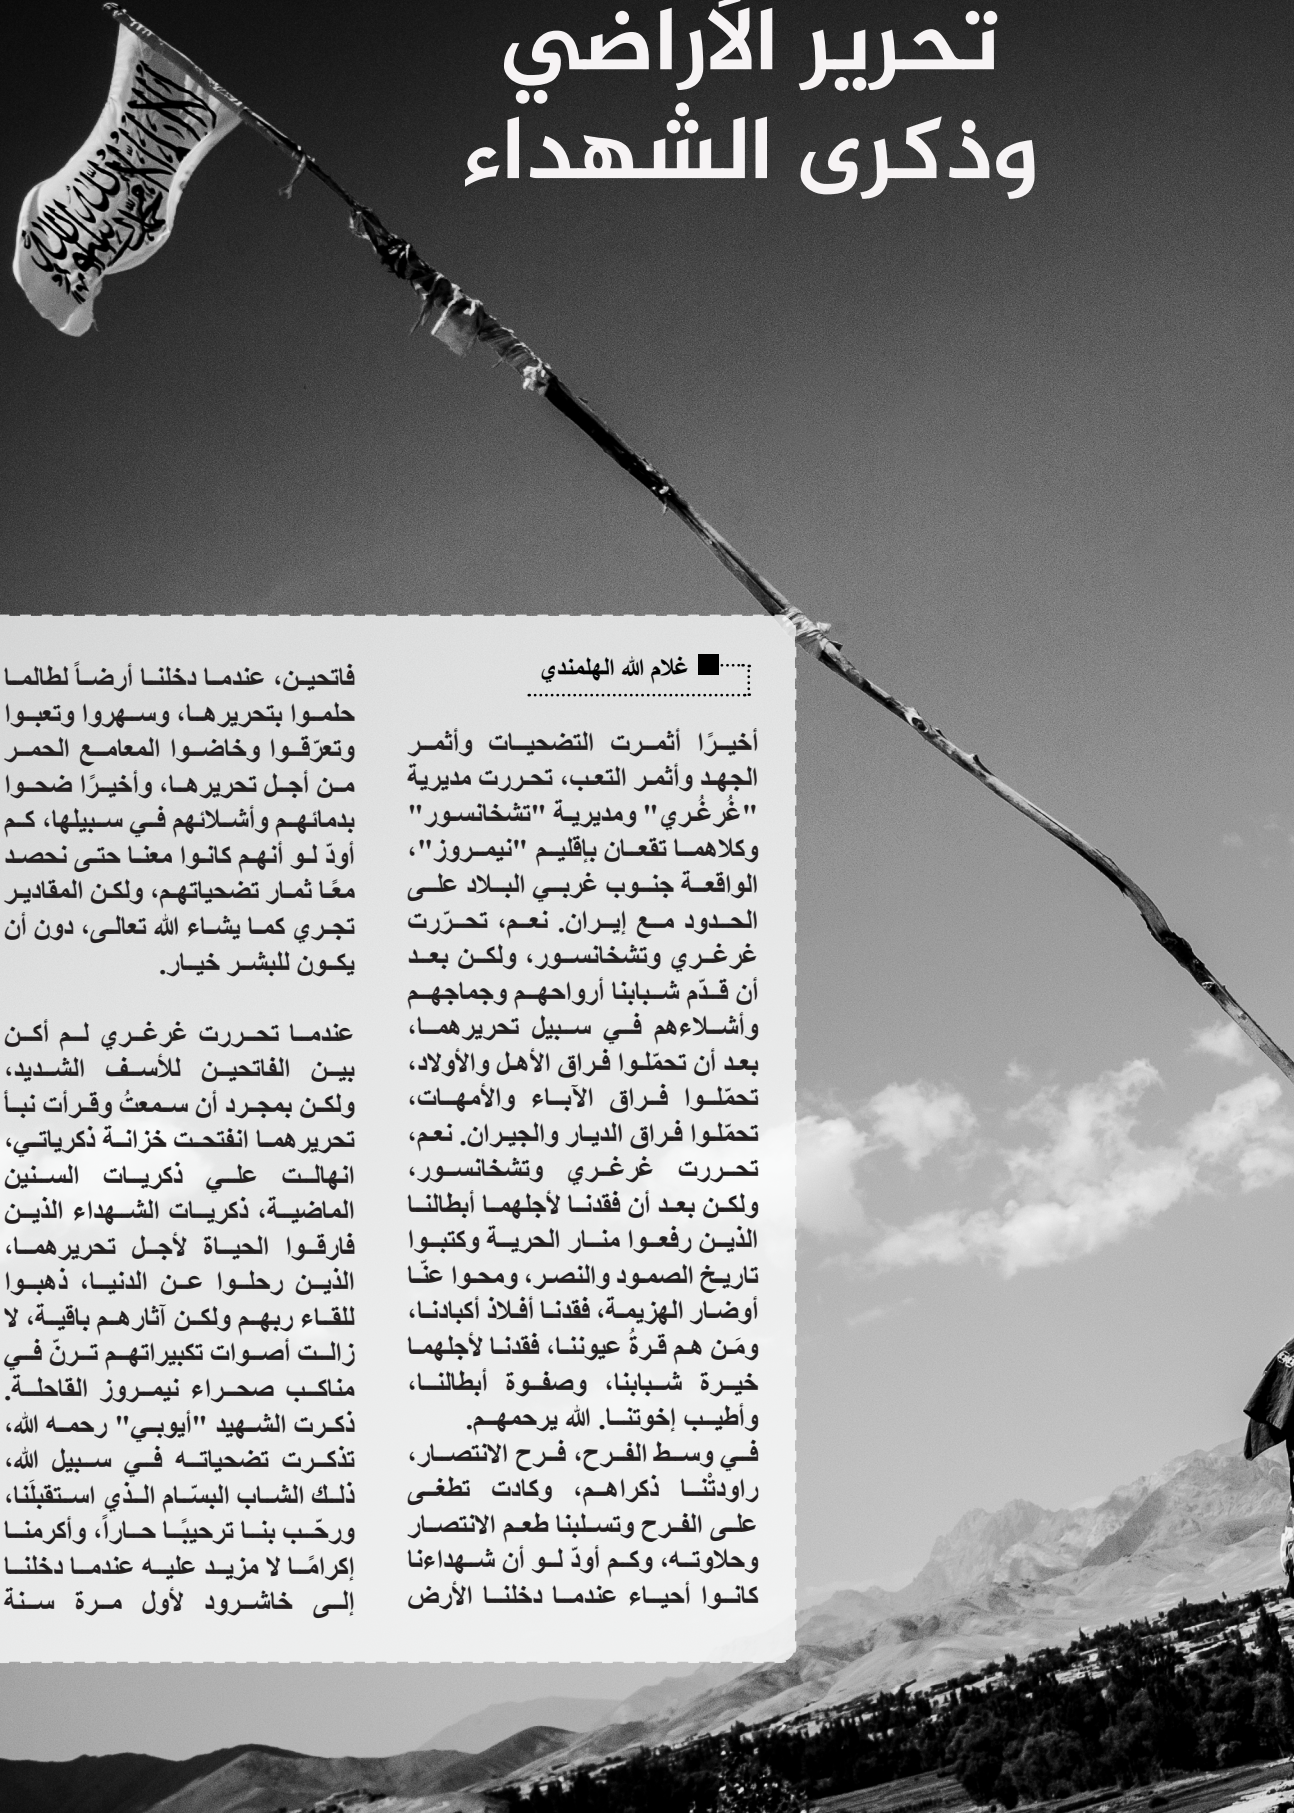 تحرير الأراضي
وذكرى الشهداء
لا إله إلا الله محمد رسول الله
غلام الله الهلمندي
أخيرًا أثمرت التضحيات وأثمر
الجهد وأثمر التعب، تحررت مديرية
"غُرغُري" ومديرية "تشخانسور"
وكلاهما تقعان بإقليم "نيمروز"،
الواقعة جنوب غربي البلاد على
الحدود مع إيران. نعم، تحرّرت
غرغري وتشخانسور، ولكن بعد
أن قدّم شبابنا أرواحهم وجماجهم
وأشلاءهم في سبيل تحريرهما،
بعد أن تحمّلوا فراق الأهل والأولاد،
تحمّلوا فراق الآباء والأمهات،
تحمّلوا فراق الديار والجيران. نعم،
تحررت غرغري وتشخانسور،
ولكن بعد أن فقدنا لأجلهما أبطالنا
الذين رفعوا منار الحرية وكتبوا
تاريخ الصمود والنصر، ومحوا عنّا
أوضار الهزيمة، فقدنا أفلاذ أكبادنا،
ومَن هم قرةُ عيوننا، فقدنا لأجلهما
خيرة شبابنا، وصفوة أبطالنا،
وأطيب إخوتنا. الله يرحمهم.
في وسط الفرح، فرح الانتصار،
راودتْنا ذكراهم، وكادت تطغى
على الفرح وتسلبنا طعم الانتصار
وحلاوته، وكم أودّ لو أن شهداءنا
كانوا أحياء عندما دخلنا الأرض
فاتحين، عندما دخلنا أرضاً لطالما
حلموا بتحريرها، وسهروا وتعبوا
وتعرّقوا وخاضوا المعامع الحمر
من أجل تحريرها، وأخيرًا ضحوا
بدمائهم وأشلائهم في سبيلها، كم
أودّ لو أنهم كانوا معنا حتى نحصد
معًا ثمار تضحياتهم، ولكن المقادير
تجري كما يشاء الله تعالى، دون أن
يكون للبشر خيار.
عندما تحررت غرغري لم أكن
بين الفاتحين للأسف الشديد،
ولكن بمجرد أن سمعتُ وقرأت نبأ
تحريرهما انفتحت خزانة ذكرياتي،
انهالت علي ذكريات السنين
الماضية، ذكريات الشهداء الذين
فارقوا الحياة لأجل تحريرهما،
الذين رحلوا عن الدنيا، ذهبوا
للقاء ربهم ولكن آثارهم باقية، لا
زالت أصوات تكبيراتهم ترنّ في
مناكب صحراء نيمروز القاحلة.
ذكرت الشهيد "أيوبي" رحمه الله،
تذكرت تضحياته في سبيل الله،
ذلك الشاب البسّام الذي استقبلَنا،
ورحّب بنا ترحيبًا حاراً، وأكرمنا
إكرامًا لا مزيد عليه عندما دخلنا
إلى خاشرود لأول مرة سنة